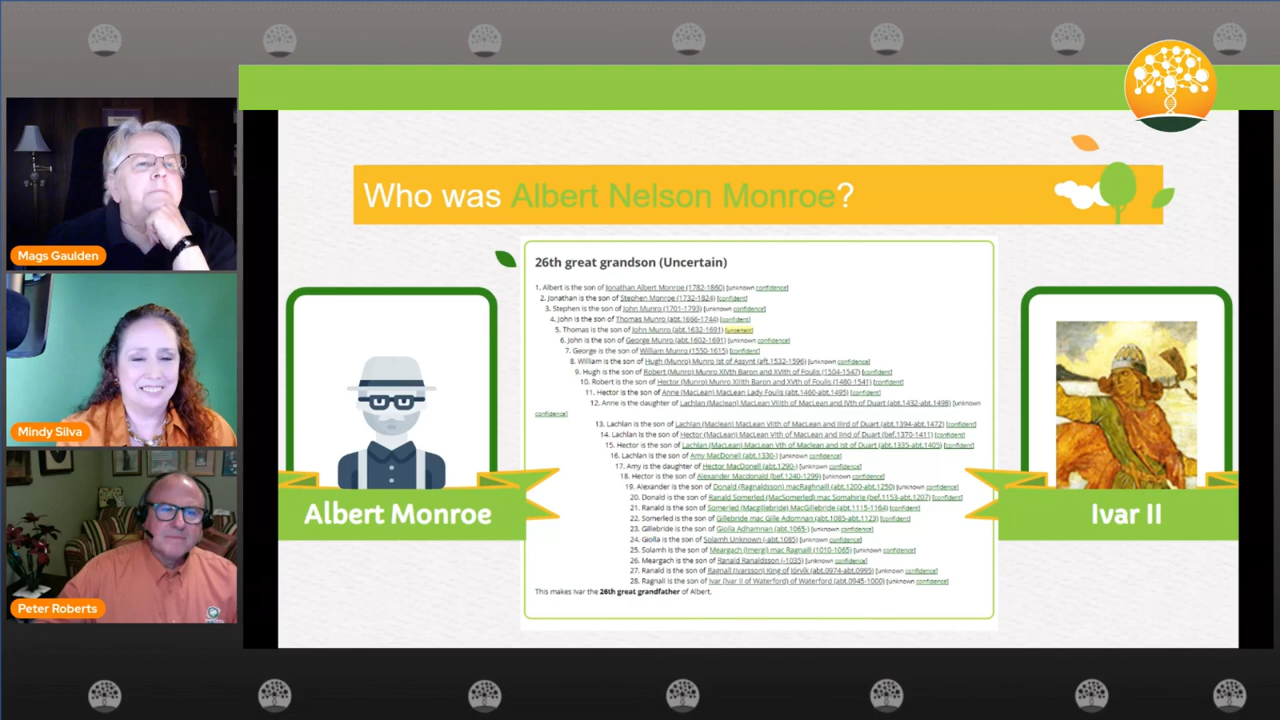 Mags Gaulden
Mindy Silva
Peter Roberts
Who was Albert Nelson Monroe?
26th great grandson (Uncertain)
1. Albert is the son of Jonathan Albert Monroe (1782-1860) [unknown confidence]
2. Jonathan is the son of Stephen Monroe (1732-1824) [confident]
3. Stephen is the son of John Munro (1701-1793) [unknown confidence]
4. John is the son of Thomas Munro (abt.1666-1744) [confident]
5. Thomas is the son of John Munro (abt.1632-1691) [uncertain]
6. John is the son of George Munro (abt.1602-1691) [unknown confidence]
7. George is the son of William Munro (1550-1615) [confident]
8. William is the son of Hugh (Munro) Munro Ist of Assynt (aft.1532-1596) [unknown confidence]
9. Hugh is the son of Robert (Munro) Munro XIVth Baron and XVIth of Foulis (1504-1547) [confident]
10. Robert is the son of Hector (Munro) Munro XIIIth Baron and XVth of Foulis (1480-1541) [confident]
11. Hector is the son of Anne (MacLean) MacLean Lady Foulis (abt.1460-abt.1495) [confident]
12. Anne is the daughter of Lachlan (Maclean) MacLean VIIIth of MacLean and IVth of Duart (abt.1432-abt.1498) [unknown
confidence]
13. Lachlan is the son of Lachlan (Maclean) MacLean VIIth of MacLean and IIIrd of Duart (abt.1394-abt.1472) [confident]
14. Lachlan is the son of Hector (MacLean) MacLean VIth of MacLean and IInd of Duart (bef.1370-1411) [confident]
15. Hector is the son of Lachlan (MacLean) MacLean Vth of MacLean and Ist of Duart (abt.1335-abt.1405) [confident]
16. Lachlan is the son of Amy MacDonell (abt.1330-) [unknown confidence]
17. Amy is the daughter of Hector MacDonell (abt.1290-) [unknown confidence]
18. Hector is the son of Alexander Macdonald (bef.1240-1299) [unknown confidence]
19. Alexander is the son of Donald (Ragnaldsson) macRaghnaill (abt.1200-abt.1250) [unknown confidence]
20. Donald is the son of Ranald Somerled (MacSomerled) mac Somahirle (bef.1153-1207) [confident]
21. Ranald is the son of Somerled (Macgillebride) MacGillebride (abt.1115-1164) [confident]
22. Somerled is the son of Gillebride mac Gille Adomnan (abt.1085-abt.1123) [confident]
23. Gillebride is the son of Giolla Adhamnan (abt.1065-) [unknown confidence]
24. Giolla is the son of Solamh Unknown (-abt.1085) [unknown confidence]
25. Solamh is the son of Meargach (Imergi) mac Ragnaill (1010-1065) [unknown confidence]
26. Meargach is the son of Ranald Ranaldsson (-1035) [unknown confidence]
27. Ranald is the son of Ragnall (Ivarsson) King of Jórvík (abt.0974-abt.0995) [unknown confidence]
28. Ragnall is the son of Ivar (Ivar II of Waterford) of Waterford (abt.0945-1000) [unknown confidence]
This makes Ivar the 26th great grandfather of Albert.
Albert Monroe
Ivar II